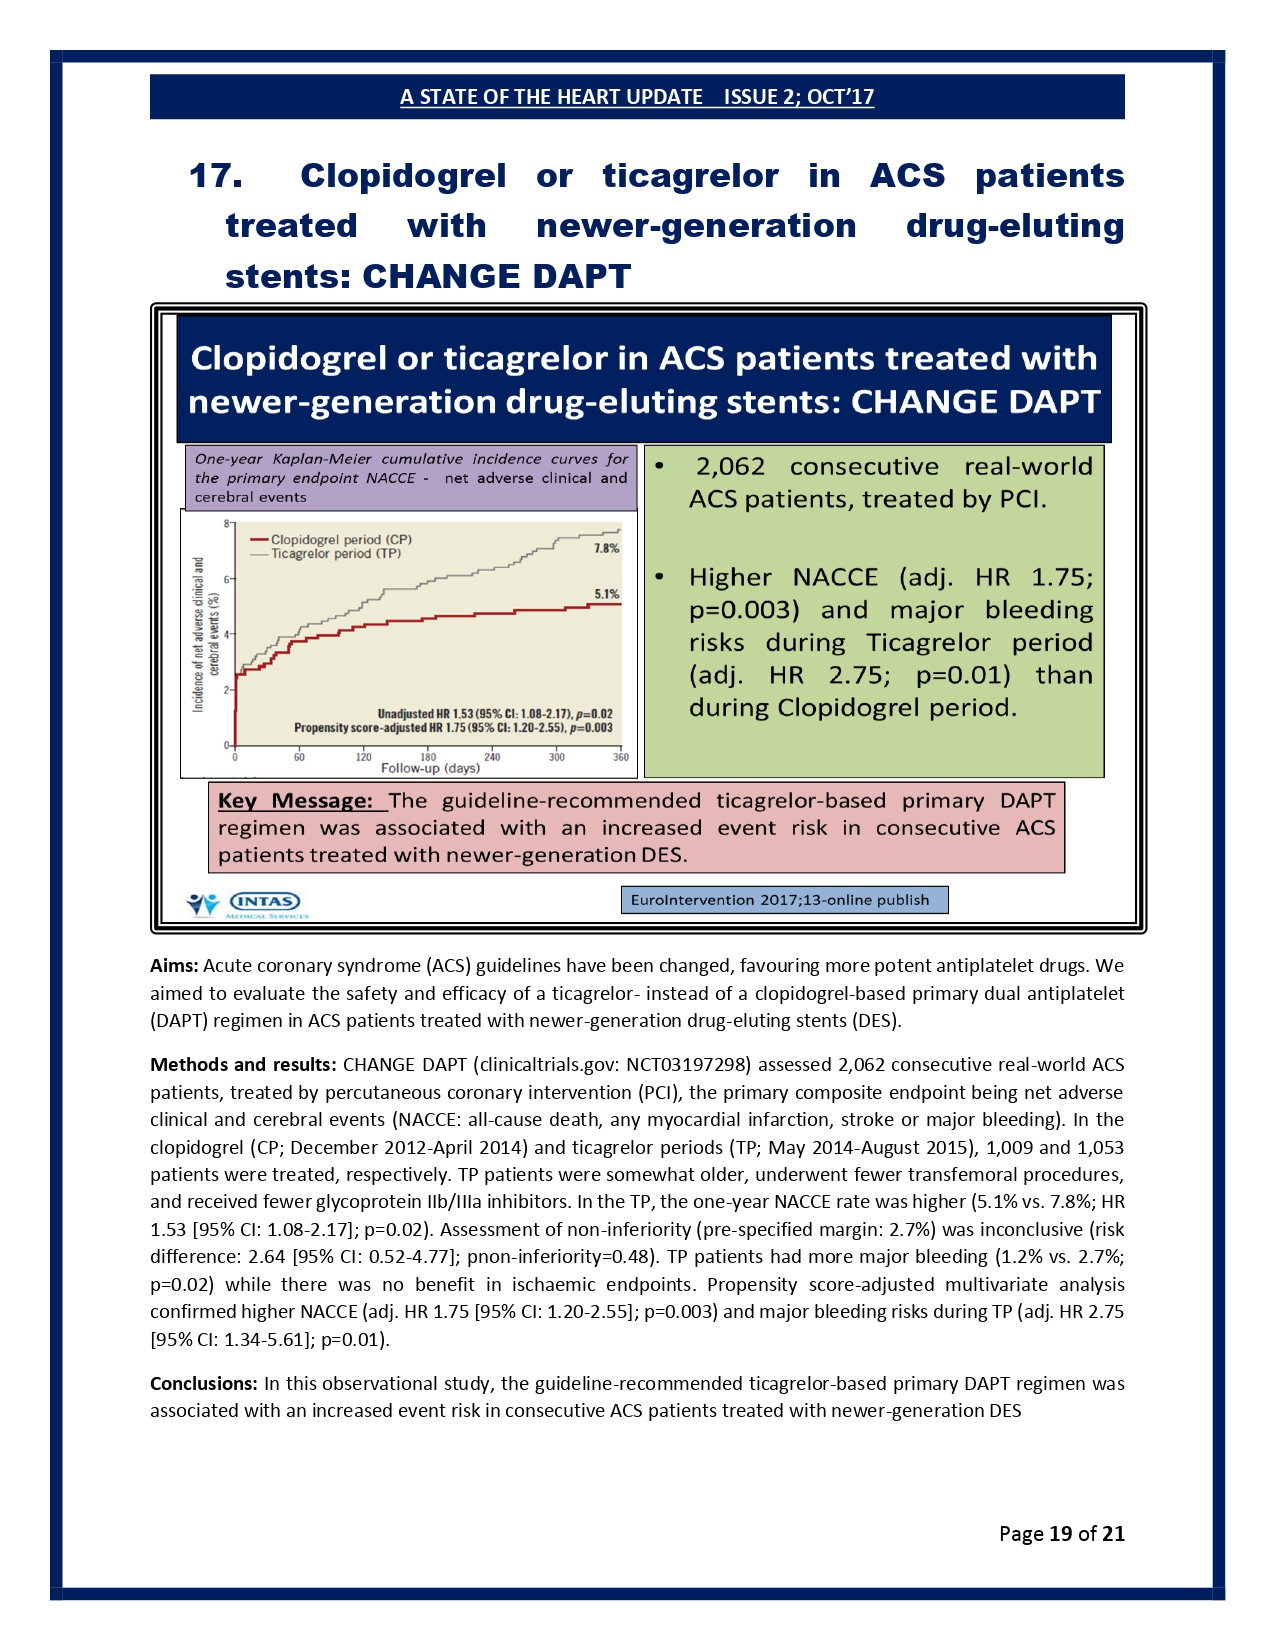 A STATE OF THE HEART UPDATE    ISSUE 2; OCT'17
17. Clopidogrel or ticagrelor in ACS patients
treated with newer-generation drug-eluting
stents: CHANGE DAPT
Clopidogrel or ticagrelor in ACS patients treated with
newer-generation drug-eluting stents: CHANGE DAPT
One-year Kaplan-Meier cumulative incidence curves for
the primary endpoint NACCE - net adverse clinical and
cerebral events
Incidence of net adverse clinical and
cerebral events (%)
8
6
4
2
0
Clopidogrel period (CP)
Ticagrelor period (TP)
7.8%
5.1%
Unadjusted HR 1.53 (95% CI: 1.08-2.17), p=0.02
Propensity score-adjusted HR 1.75 (95% CI: 1.20-2.55), p=0.003
0 60 120 180 240 300 360
Follow-up (days)
• 2,062 consecutive real-world
ACS patients, treated by PCI.
• Higher NACCE (adj. HR 1.75;
p=0.003) and major bleeding
risks during Ticagrelor period
(adj. HR 2.75; p=0.01) than
during Clopidogrel period.
Key Message: The guideline-recommended ticagrelor-based primary DAPT
regimen was associated with an increased event risk in consecutive ACS
patients treated with newer-generation DES.
INTAS
MEDICAL SERVICES
EuroIntervention 2017;13-online publish
Aims: Acute coronary syndrome (ACS) guidelines have been changed, favouring more potent antiplatelet drugs. We
aimed to evaluate the safety and efficacy of a ticagrelor- instead of a clopidogrel-based primary dual antiplatelet
(DAPT) regimen in ACS patients treated with newer-generation drug-eluting stents (DES).
Methods and results: CHANGE DAPT (clinicaltrials.gov: NCT03197298) assessed 2,062 consecutive real-world ACS
patients, treated by percutaneous coronary intervention (PCI), the primary composite endpoint being net adverse
clinical and cerebral events (NACCE: all-cause death, any myocardial infarction, stroke or major bleeding). In the
clopidogrel (CP; December 2012-April 2014) and ticagrelor periods (TP; May 2014-August 2015), 1,009 and 1,053
patients were treated, respectively. TP patients were somewhat older, underwent fewer transfemoral procedures,
and received fewer glycoprotein IIb/IIIa inhibitors. In the TP, the one-year NACCE rate was higher (5.1% vs. 7.8%; HR
1.53 [95% CI: 1.08-2.17]; p=0.02). Assessment of non-inferiority (pre-specified margin: 2.7%) was inconclusive (risk
difference: 2.64 [95% CI: 0.52-4.77]; pnon-inferiority=0.48). TP patients had more major bleeding (1.2% vs. 2.7%;
p=0.02) while there was no benefit in ischaemic endpoints. Propensity score-adjusted multivariate analysis
confirmed higher NACCE (adj. HR 1.75 [95% CI: 1.20-2.55]; p=0.003) and major bleeding risks during TP (adj. HR 2.75
[95% CI: 1.34-5.61]; p=0.01).
Conclusions: In this observational study, the guideline-recommended ticagrelor-based primary DAPT regimen was
associated with an increased event risk in consecutive ACS patients treated with newer-generation DES
Page 19 of 21